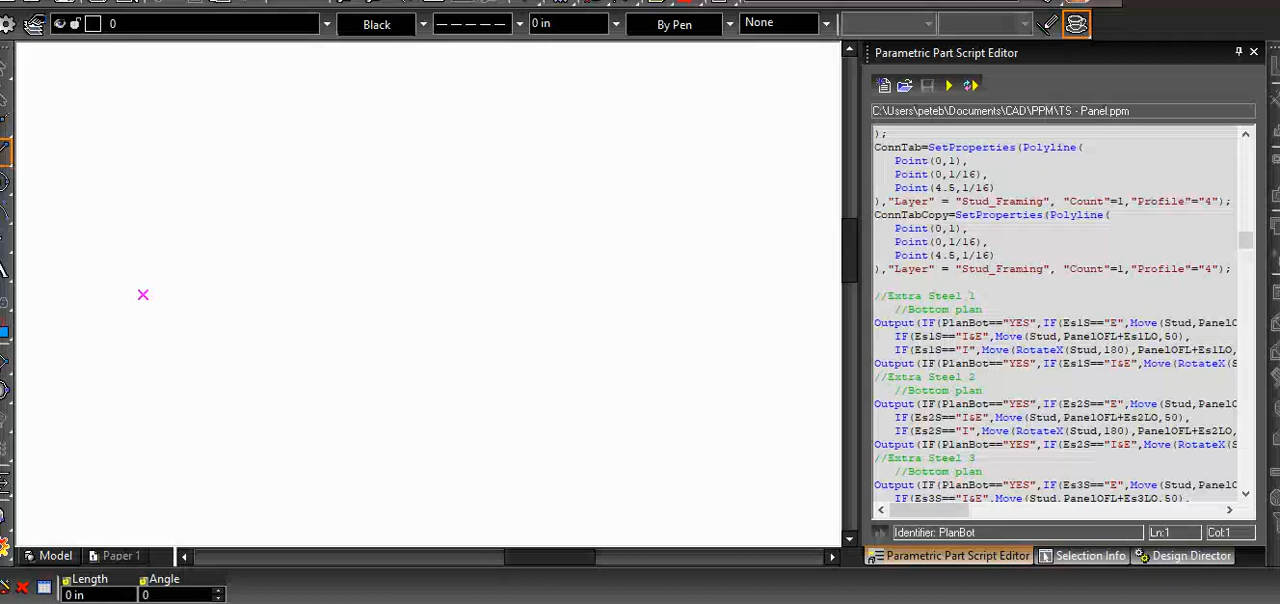 0
Black
0 in
By Pen
None
Parametric Part Script Editor
C:\Users\peteb\Documents\CAD\PPM\TS - Panel.ppm
);
ConnTab=SetProperties(Polyline(
Point(0,1),
Point(0,1/16),
Point(4.5,1/16)
),"Layer" = "Stud_Framing", "Count"=1,"Profile"="4");
ConnTabCopy=SetProperties(Polyline(
Point(0,1),
Point(0,1/16),
Point(4.5,1/16)
),"Layer" = "Stud_Framing", "Count"=1,"Profile"="4");
//Extra Steel 1
//Bottom plan
Output(IF(PlanBot=="YES",IF(Es1S=="E",Move(Stud,PanelO
IF(Es1S=="I&E",Move(Stud,PanelOFL+Es1LO,50),
IF(Es1S=="I",Move(RotateX(Stud,180),PanelOFL+Es1LO,
Output(IF(PlanBot=="YES",IF(Es1S=="I&E",Move(RotateX(S
//Extra Steel 2
//Bottom plan
Output(IF(PlanBot=="YES",IF(Es2S=="E",Move(Stud,PanelO
IF(Es2S=="I&E",Move(Stud,PanelOFL+Es2LO,50),
IF(Es2S=="I",Move(RotateX(Stud,180),PanelOFL+Es2LO,
Output(IF(PlanBot=="YES",IF(Es2S=="I&E",Move(RotateX(S
//Extra Steel 3
//Bottom plan
Output(IF(PlanBot=="YES",IF(Es3S=="E",Move(Stud,PanelO
IF(Es3S=="I&E",Move(Stud,PanelOFL+Es3LO,50),
Identifier: PlanBot
Ln:1
Col:1
Model
Paper 1
Parametric Part Script Editor
Selection Info
Design Director
Length
Angle
0 in
0